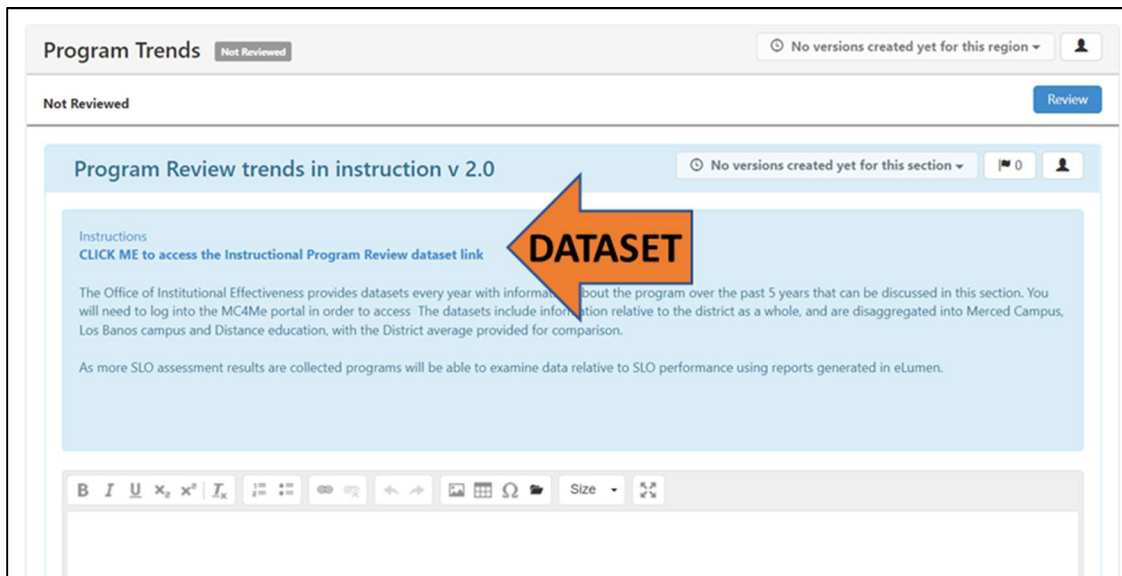 Program Trends Not Reviewed No versions created yet for this region
Not Reviewed Review
Program Review trends in instruction v 2.0 No versions created yet for this section 0
Instructions
CLICK ME to access the Instructional Program Review dataset link
DATASET
The Office of Institutional Effectiveness provides datasets every year with about the program over the past 5 years that can be discussed in this section. You
will need to log into the MC4Me portal in order to access The datasets include information relative to the district as a whole, and are disaggregated into Merced Campus,
Los Banos campus and Distance education, with the District average provided for comparison.
As more SLO assessment results are collected programs will be able to examine data relative to SLO performance using reports generated in eLumen.
B I U x₂ x² Tx Ω Size